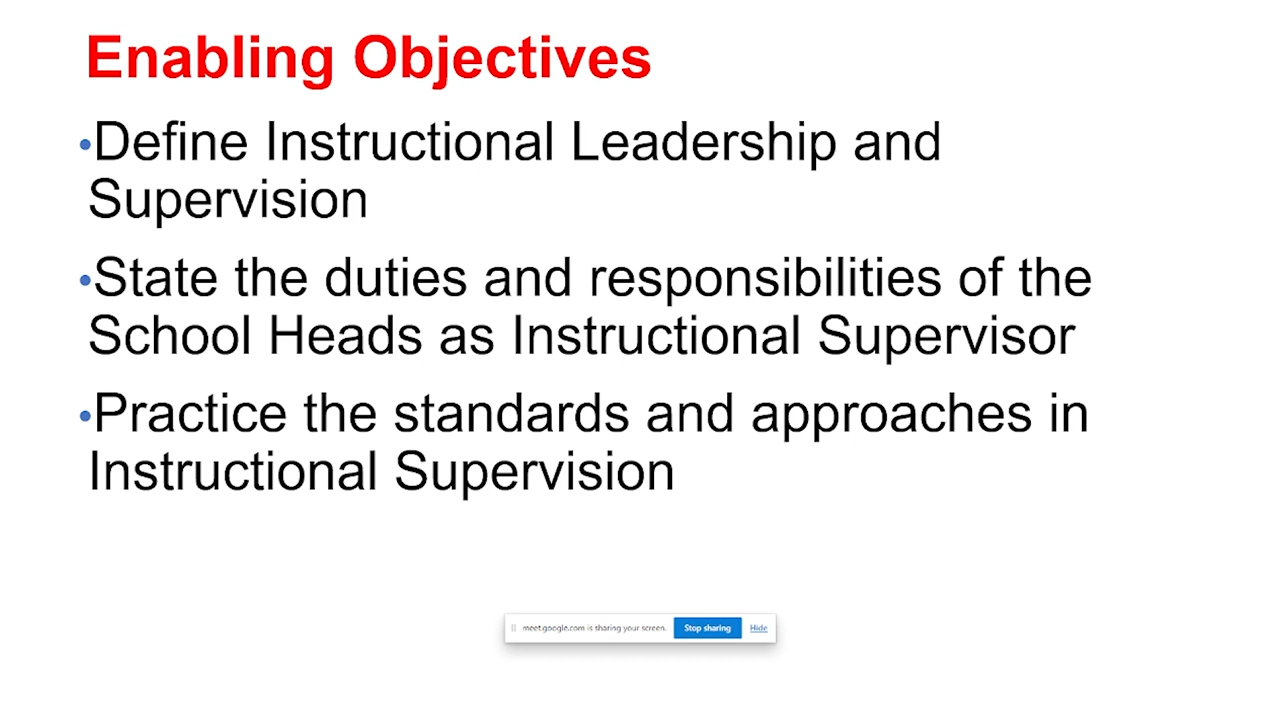 Enabling Objectives
•Define Instructional Leadership and
Supervision
•State the duties and responsibilities of the
School Heads as Instructional Supervisor
•Practice the standards and approaches in
Instructional Supervision
meet.google.com is sharing your screen. Stop sharing Hide